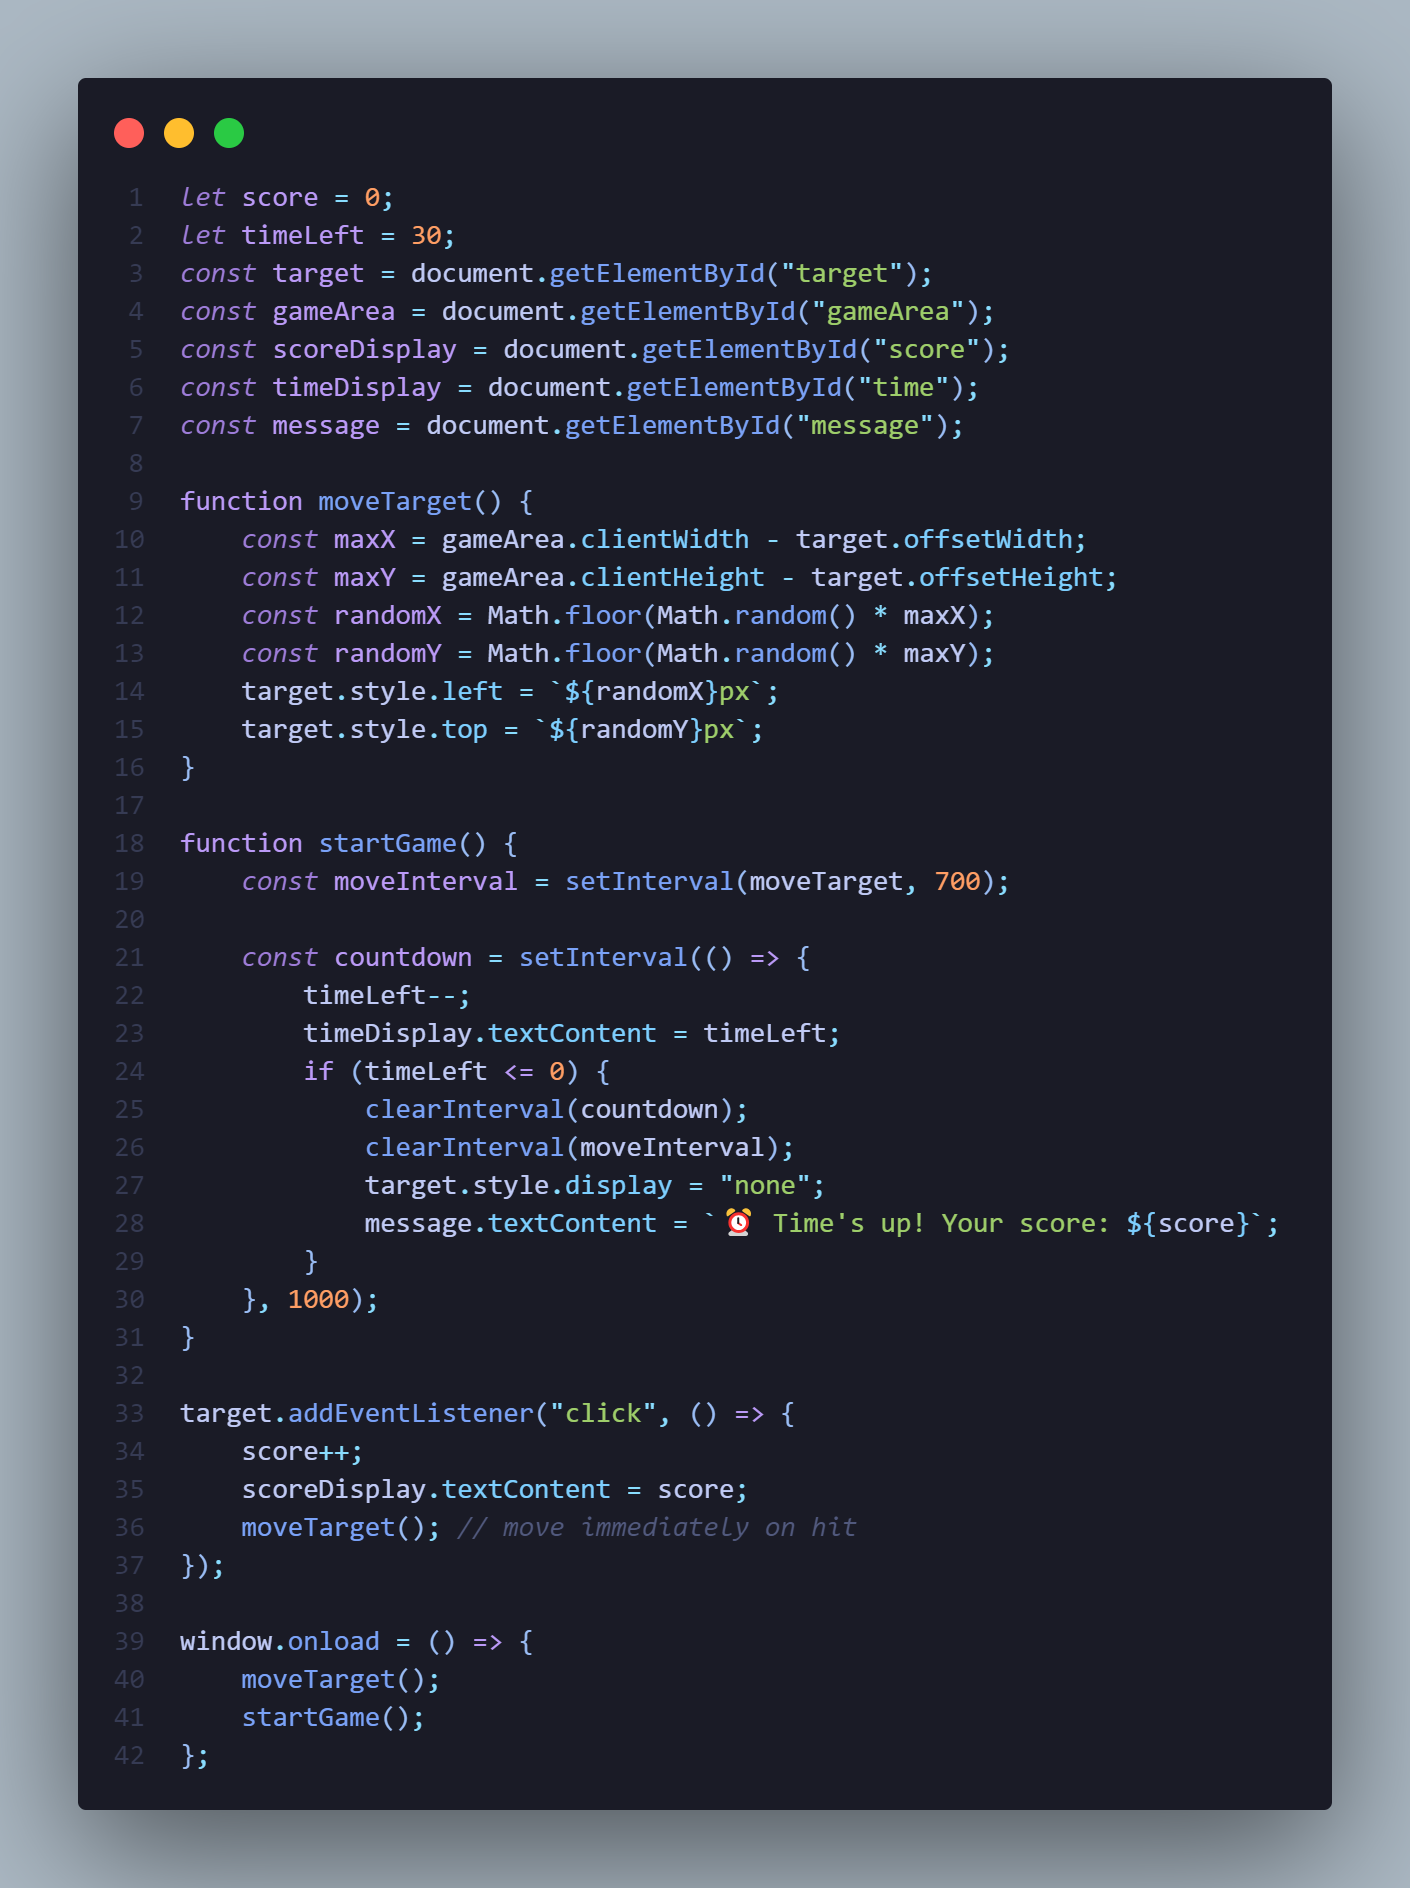 1 let score = 0;
2 let timeLeft = 30;
3 const target = document.getElementById("target");
4 const gameArea = document.getElementById("gameArea");
5 const scoreDisplay = document.getElementById("score");
6 const timeDisplay = document.getElementById("time");
7 const message = document.getElementById("message");
8
9 function moveTarget() {
10     const maxX = gameArea.clientWidth - target.offsetWidth;
11     const maxY = gameArea.clientHeight - target.offsetHeight;
12     const randomX = Math.floor(Math.random() * maxX);
13     const randomY = Math.floor(Math.random() * maxY);
14     target.style.left = `${randomX}px`;
15     target.style.top = `${randomY}px`;
16 }
17
18 function startGame() {
19     const moveInterval = setInterval(moveTarget, 700);
20
21     const countdown = setInterval(() => {
22         timeLeft--;
23         timeDisplay.textContent = timeLeft;
24         if (timeLeft <= 0) {
25             clearInterval(countdown);
26             clearInterval(moveInterval);
27             target.style.display = "none";
28             message.textContent = `⏰ Time's up! Your score: ${score}`;
29         }
30     }, 1000);
31 }
32
33 target.addEventListener("click", () => {
34     score++;
35     scoreDisplay.textContent = score;
36     moveTarget(); // move immediately on hit
37 });
38
39 window.onload = () => {
40     moveTarget();
41     startGame();
42 };